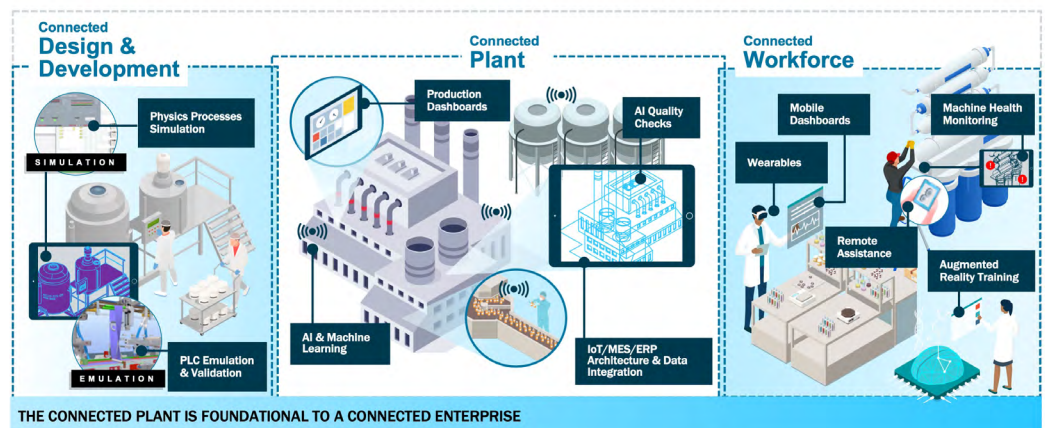 Connected
Design &
Development
Physics Processes
Simulation
SIMULATION
PLC Emulation
& Validation
EMULATION
Connected
Plant
Production
Dashboards
AI Quality
Checks
AI & Machine
Learning
IoT/MES/ERP
Architecture & Data
Integration
Connected
Workforce
Mobile
Dashboards
Machine Health
Monitoring
Wearables
Remote
Assistance
Augmented
Reality Training
THE CONNECTED PLANT IS FOUNDATIONAL TO A CONNECTED ENTERPRISE